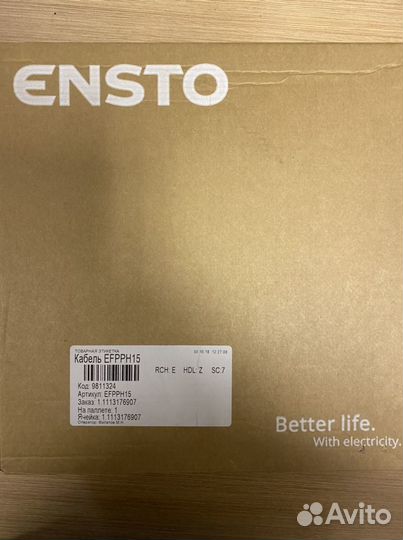 ENSTO
ТОВАРНАЯ ЭТИКЕТКА
Кабель EFPPH15
RCH: E HDL: Z SC:7
Код: 9811324
Артикул: EFPPH15
Заказ: 1.1113176907
На паллете: 1
Ячейка: 1.1113176907
Оператор:
Better life.
With electricity.
Avito